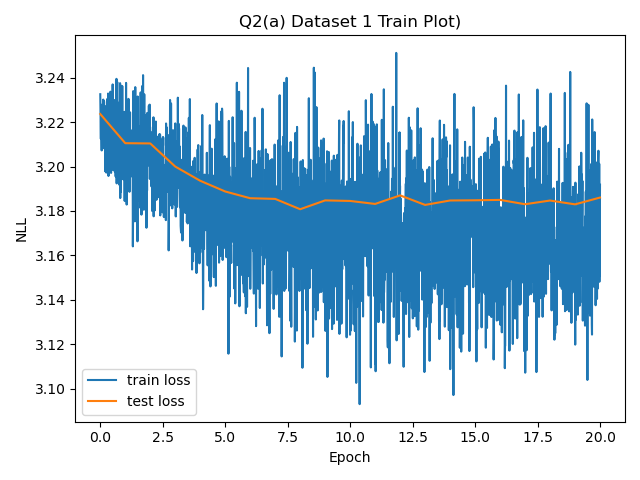 Q2(a) Dataset 1 Train Plot)
3.24
3.22
3.20
3.18
3.16
3.14
3.12
3.10
NLL
train loss
test loss
0.0 2.5 5.0 7.5 10.0 12.5 15.0 17.5 20.0
Epoch